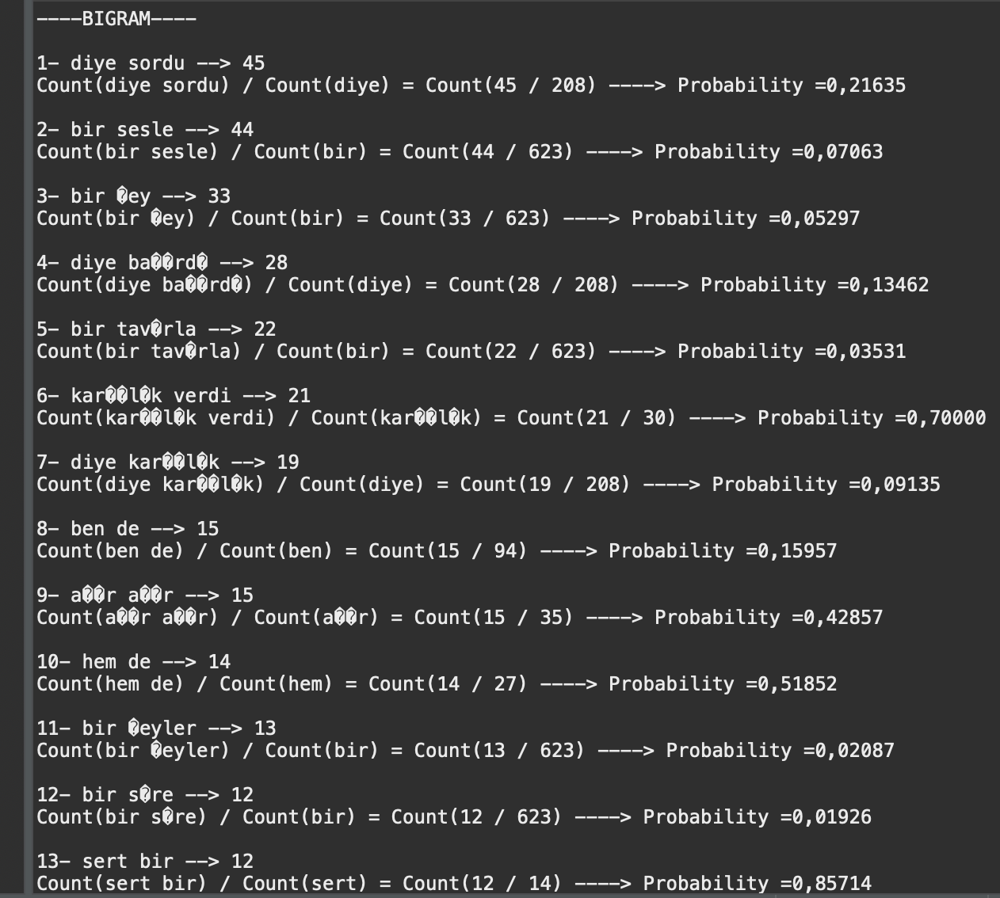 ----BIGRAM----
1- diye sordu --> 45
Count(diye sordu) / Count(diye) = Count(45 / 208) ----> Probability =0,21635
2- bir sesle --> 44
Count(bir sesle) / Count(bir) = Count(44 / 623) ----> Probability =0,07063
3- bir �ey --> 33
Count(bir �ey) / Count(bir) = Count(33 / 623) ----> Probability =0,05297
4- diye ba��rd� --> 28
Count(diye ba��rd�) / Count(diye) = Count(28 / 208) ----> Probability =0,13462
5- bir tav�rla --> 22
Count(bir tav�rla) / Count(bir) = Count(22 / 623) ----> Probability =0,03531
6- kar��l�k verdi --> 21
Count(kar��l�k verdi) / Count(kar��l�k) = Count(21 / 30) ----> Probability =0,70000
7- diye kar��l�k --> 19
Count(diye kar��l�k) / Count(diye) = Count(19 / 208) ----> Probability =0,09135
8- ben de --> 15
Count(ben de) / Count(ben) = Count(15 / 94) ----> Probability =0,15957
9- a��r a��r --> 15
Count(a��r a��r) / Count(a��r) = Count(15 / 35) ----> Probability =0,42857
10- hem de --> 14
Count(hem de) / Count(hem) = Count(14 / 27) ----> Probability =0,51852
11- bir �eyler --> 13
Count(bir �eyler) / Count(bir) = Count(13 / 623) ----> Probability =0,02087
12- bir s�re --> 12
Count(bir s�re) / Count(bir) = Count(12 / 623) ----> Probability =0,01926
13- sert bir --> 12
Count(sert bir) / Count(sert) = Count(12 / 14) ----> Probability =0,85714